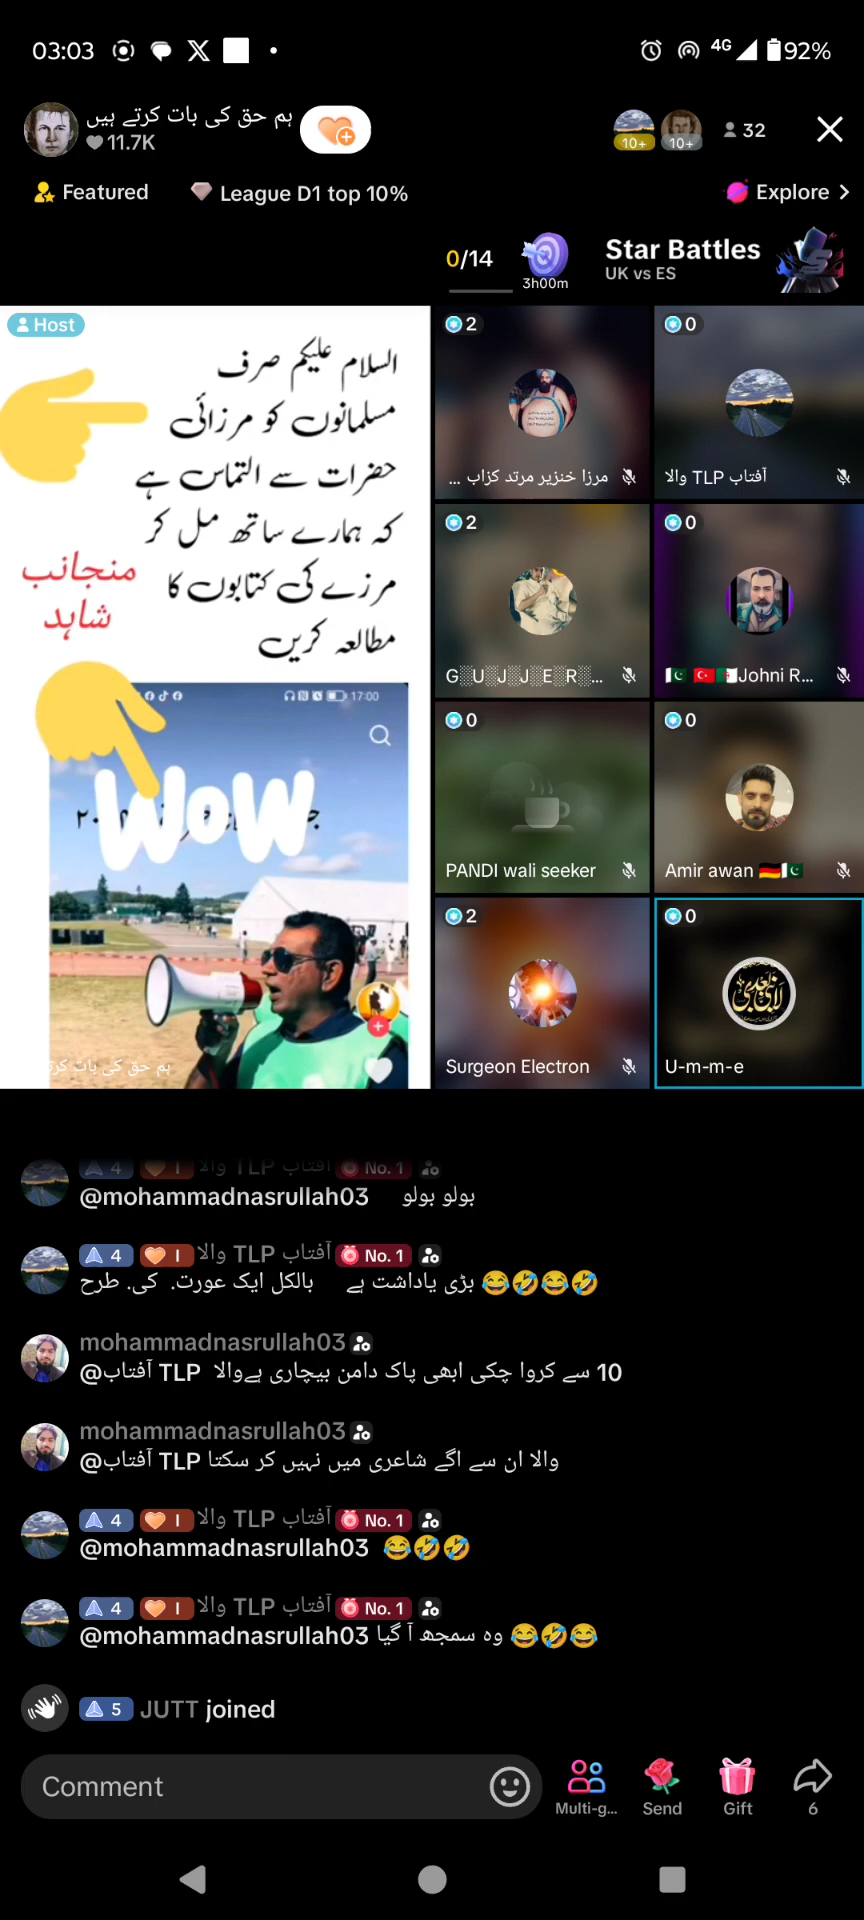 03:03
4G
92%
ہم حق کی بات کرتے ہیں
11.7K
10+
10+
32
Featured
League D1 top 10%
Explore
0/14
3h00m
Star Battles
UK vs ES
Host
السلام علیکم صرف
مسلمانوں کو مرزائی
حضرات سے التماس ہے
کہ ہمارے ساتھ مل کر
مرزے کی کتابوں کا
مطالعہ کریں
منجانب
شاہد
17:00
WoW
ہم حق کی بات کرتے
2
مرزا خنزیر مرتد کزاب ...
0
آفتاب TLP والا
2
G░U░J░J░E░R░...
0
🇵🇰 🇹🇷🇩🇿Johni R...
0
PANDI wali seeker
0
Amir awan 🇩🇪🇵🇰
2
Surgeon Electron
0
لا نبی بعدی
U-m-m-e
4 I آفتاب TLP والا No. 1
@mohammadnasrullah03 بولو بولو
4 I آفتاب TLP والا No. 1
بڑی یاداشت ہے بالکل ایک عورت. کی. طرح 😂🤣😂🤣
mohammadnasrullah03
@آفتاب TLP والا 10 سے کروا چکی ابھی پاک دامن بیچاری ہے
mohammadnasrullah03
@آفتاب TLP والا ان سے اگے شاعری میں نہیں کر سکتا
4 I آفتاب TLP والا No. 1
@mohammadnasrullah03 😂🤣🤣
4 I آفتاب TLP والا No. 1
@mohammadnasrullah03 وہ سمجھ آ گیا 😂🤣😂
5 JUTT joined
Comment
Multi-g...
Send
Gift
6